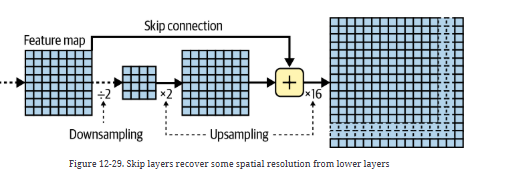 Skip connection
Feature map
+
÷2
×2
×16
Downsampling
Upsampling
Figure 12-29. Skip layers recover some spatial resolution from lower layers